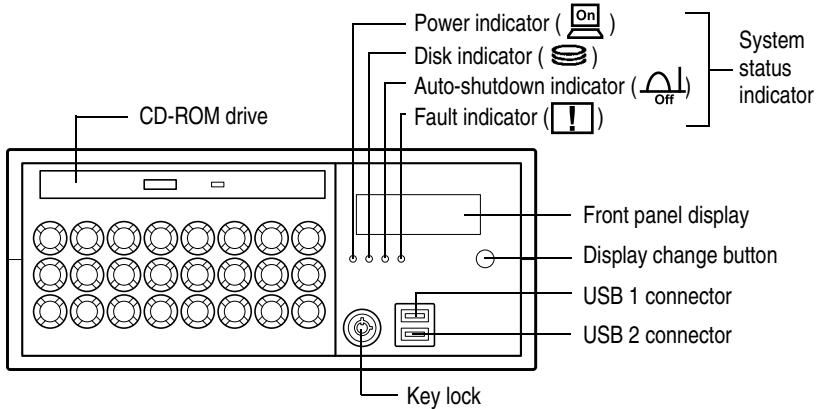 Power indicator ( On )
Disk indicator ( )
Auto-shutdown indicator ( Off )
Fault indicator ( ! )
System
status
indicator
CD-ROM drive
Front panel display
Display change button
USB 1 connector
USB 2 connector
Key lock